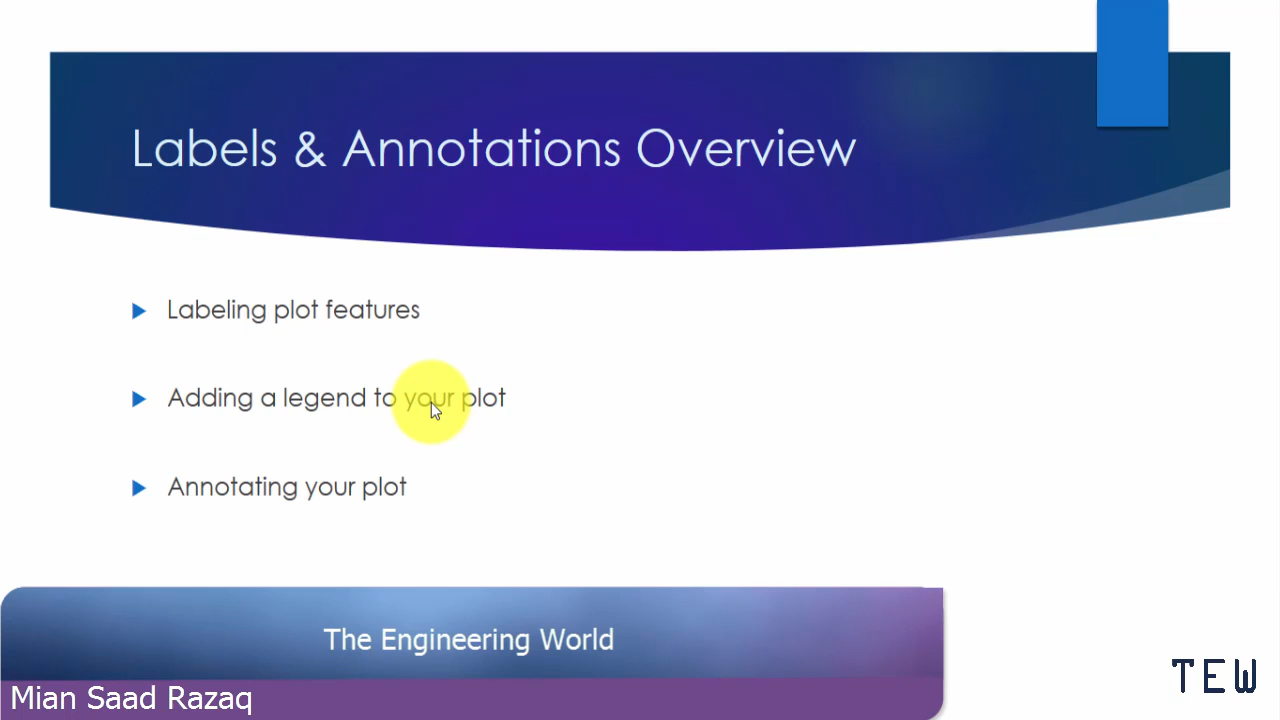 Labels & Annotations Overview
Labeling plot features
Adding a legend to your plot
Annotating your plot
The Engineering World
Mian Saad Razaq
TEW